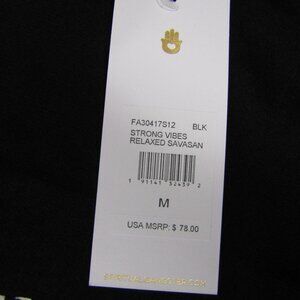 FA30417S12 BLK
STRONG VIBES
RELAXED SAVASAN
1 91141 52439 2
M
USA MSRP: $ 78.00